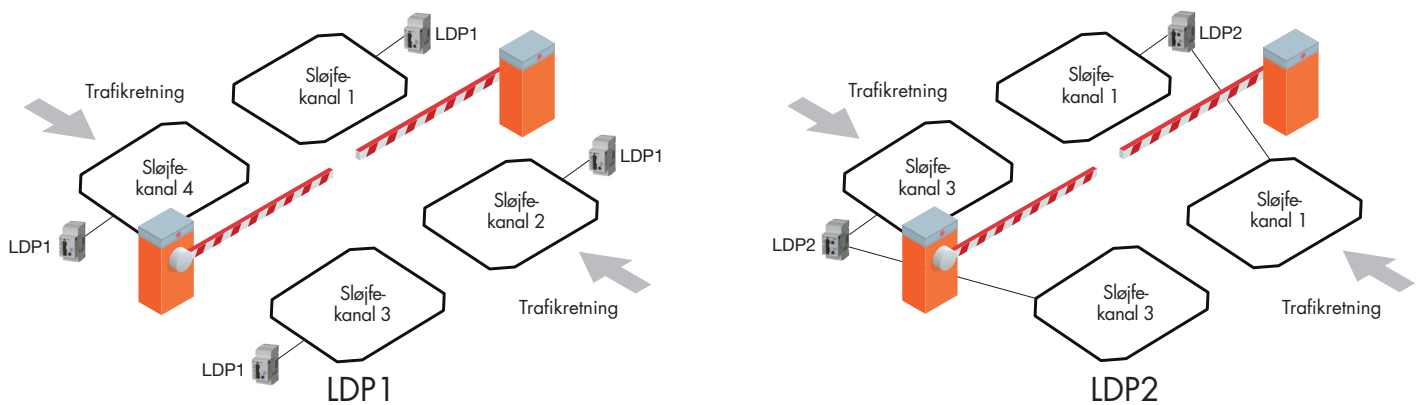 LDP1
Sløjfe-
kanal 1
Trafikretning
LDP1
Sløjfe-
kanal 4
Sløjfe-
kanal 2
LDP1
Sløjfe-
kanal 3
Trafikretning
LDP1
LDP1
LDP2
Sløjfe-
kanal 1
Trafikretning
Sløjfe-
kanal 3
Sløjfe-
kanal 1
LDP2
Sløjfe-
kanal 3
Trafikretning
LDP2